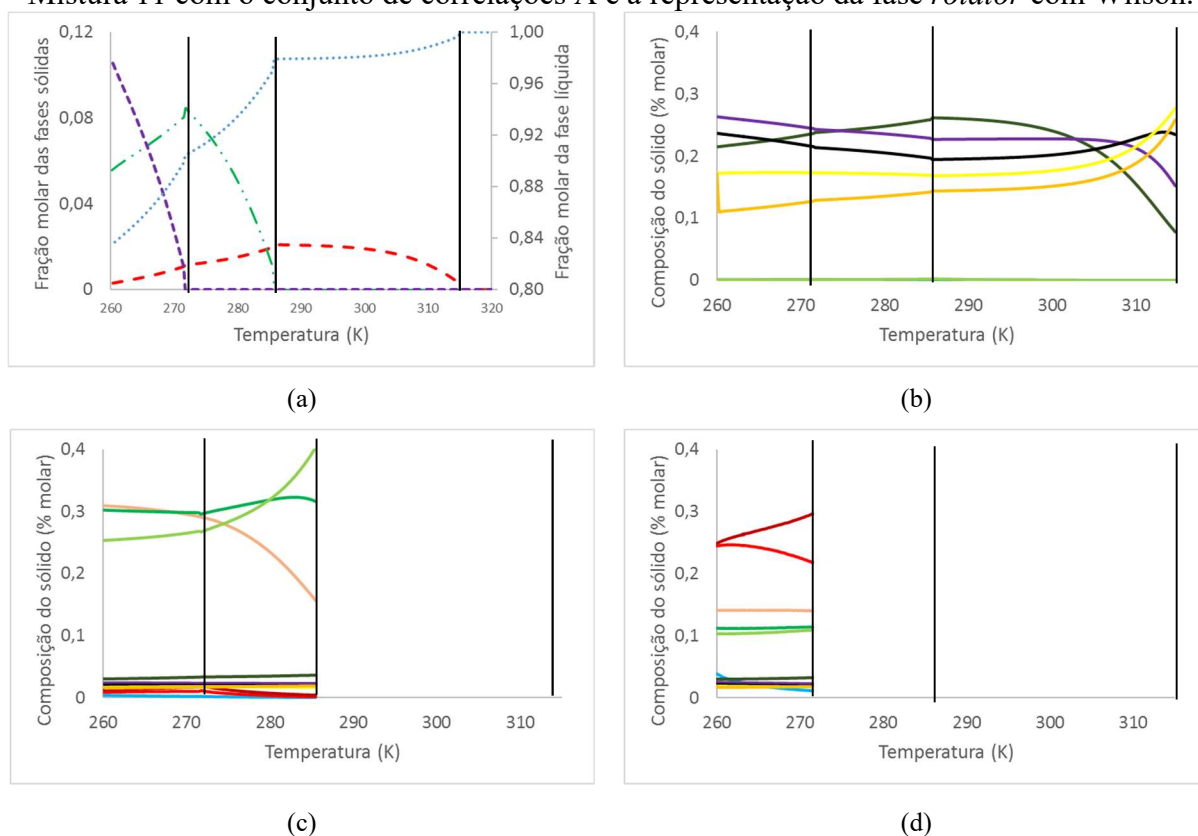 Mistura 11 com o conjunto de correlações A e a representação da fase rotator com Wilson.
0,12
0,08
0,04
0
Fração molar das fases sólidas
1,00
0,96
0,92
0,88
0,84
0,80
Fração molar da fase líquida
260 270 280 290 300 310 320
Temperatura (K)
(a)
0,4
0,3
0,2
0,1
0
Composição do sólido (% molar)
260 270 280 290 300 310
Temperatura (K)
(b)
0,4
0,3
0,2
0,1
0
Composição do sólido (% molar)
260 270 280 290 300 310
Temperatura (K)
(c)
0,4
0,3
0,2
0,1
0
Composição do sólido (% molar)
260 270 280 290 300 310
Temperatura (K)
(d)